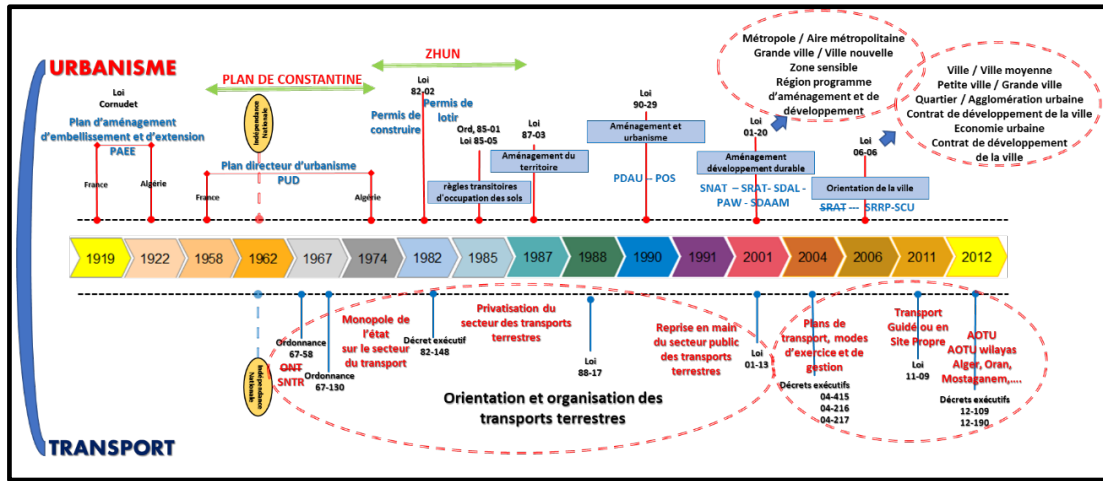 URBANISME
Loi
Cornudet
Plan d'aménagement
d'embellissement et d'extension
PAEE
France
Algérie
PLAN DE CONSTANTINE
Indépendance
Nationale
Plan directeur d'urbanisme
PUD
France
Algérie
ZHUN
Loi
82-02
Permis de
construire
Permis
de lotir
Ord, 85-01
Loi 85-05
règles transitoires
d'occupation des sols
Loi
87-03
Aménagement du
territoire
Loi
90-29
Aménagement et
urbanisme
PDAU – POS
Métropole / Aire métropolitaine
Grande ville / Ville nouvelle
Zone sensible
Région programme
d'aménagement et de
développement
Loi
01-20
Aménagement
développement durable
SNAT – SRAT- SDAL -
PAW - SDAAM
Ville / Ville moyenne
Petite ville / Grande ville
Quartier / Agglomération urbaine
Contrat de développement de la ville
Economie urbaine
Contrat de développement
de la ville
Loi
06-06
Orientation de la ville
SRAT --- SRRP-SCU
1919 1922 1958 1962 1967 1974 1982 1985 1987 1988 1990 1991 2001 2004 2006 2011 2012
Indépendance
Nationale
Ordonnance
67-58
ONT
SNTR
Ordonnance
67-130
Monopole de
l'état
sur le secteur
du transport
Décret exécutif
82-148
Privatisation du
secteur des transports
terrestres
Loi
88-17
Reprise en main
du secteur public
des transports
terrestres
Loi
01-13
Orientation et organisation des
transports terrestres
Plans de
transport, modes
d'exercice et de
gestion
Décrets exécutifs
04-415
04-216
04-217
Transport
Guidé ou en
Site Propre
Loi
11-09
AOTU
AOTU wilayas
Alger, Oran,
Mostaganem,....
Décrets exécutifs
12-109
12-190
TRANSPORT